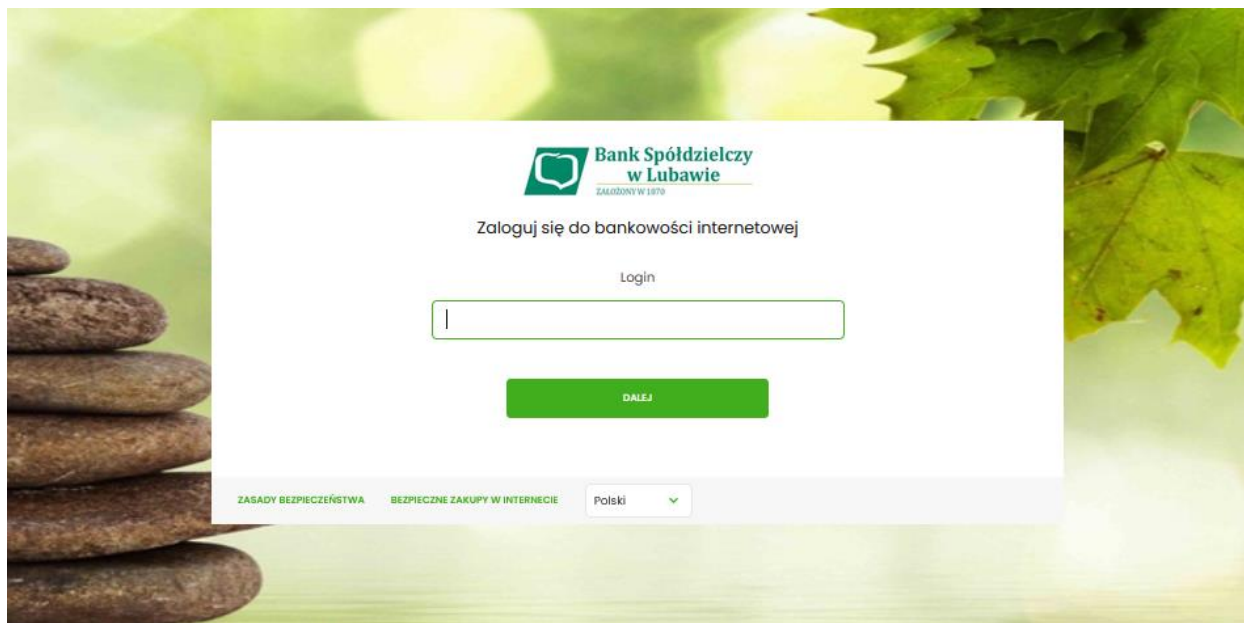 Bank Spółdzielczy
w Lubawie
ZAŁOŻONY W 1870
Zaloguj się do bankowości internetowej
Login
DALEJ
ZASADY BEZPIECZEŃSTWA BEZPIECZNE ZAKUPY W INTERNECIE Polski